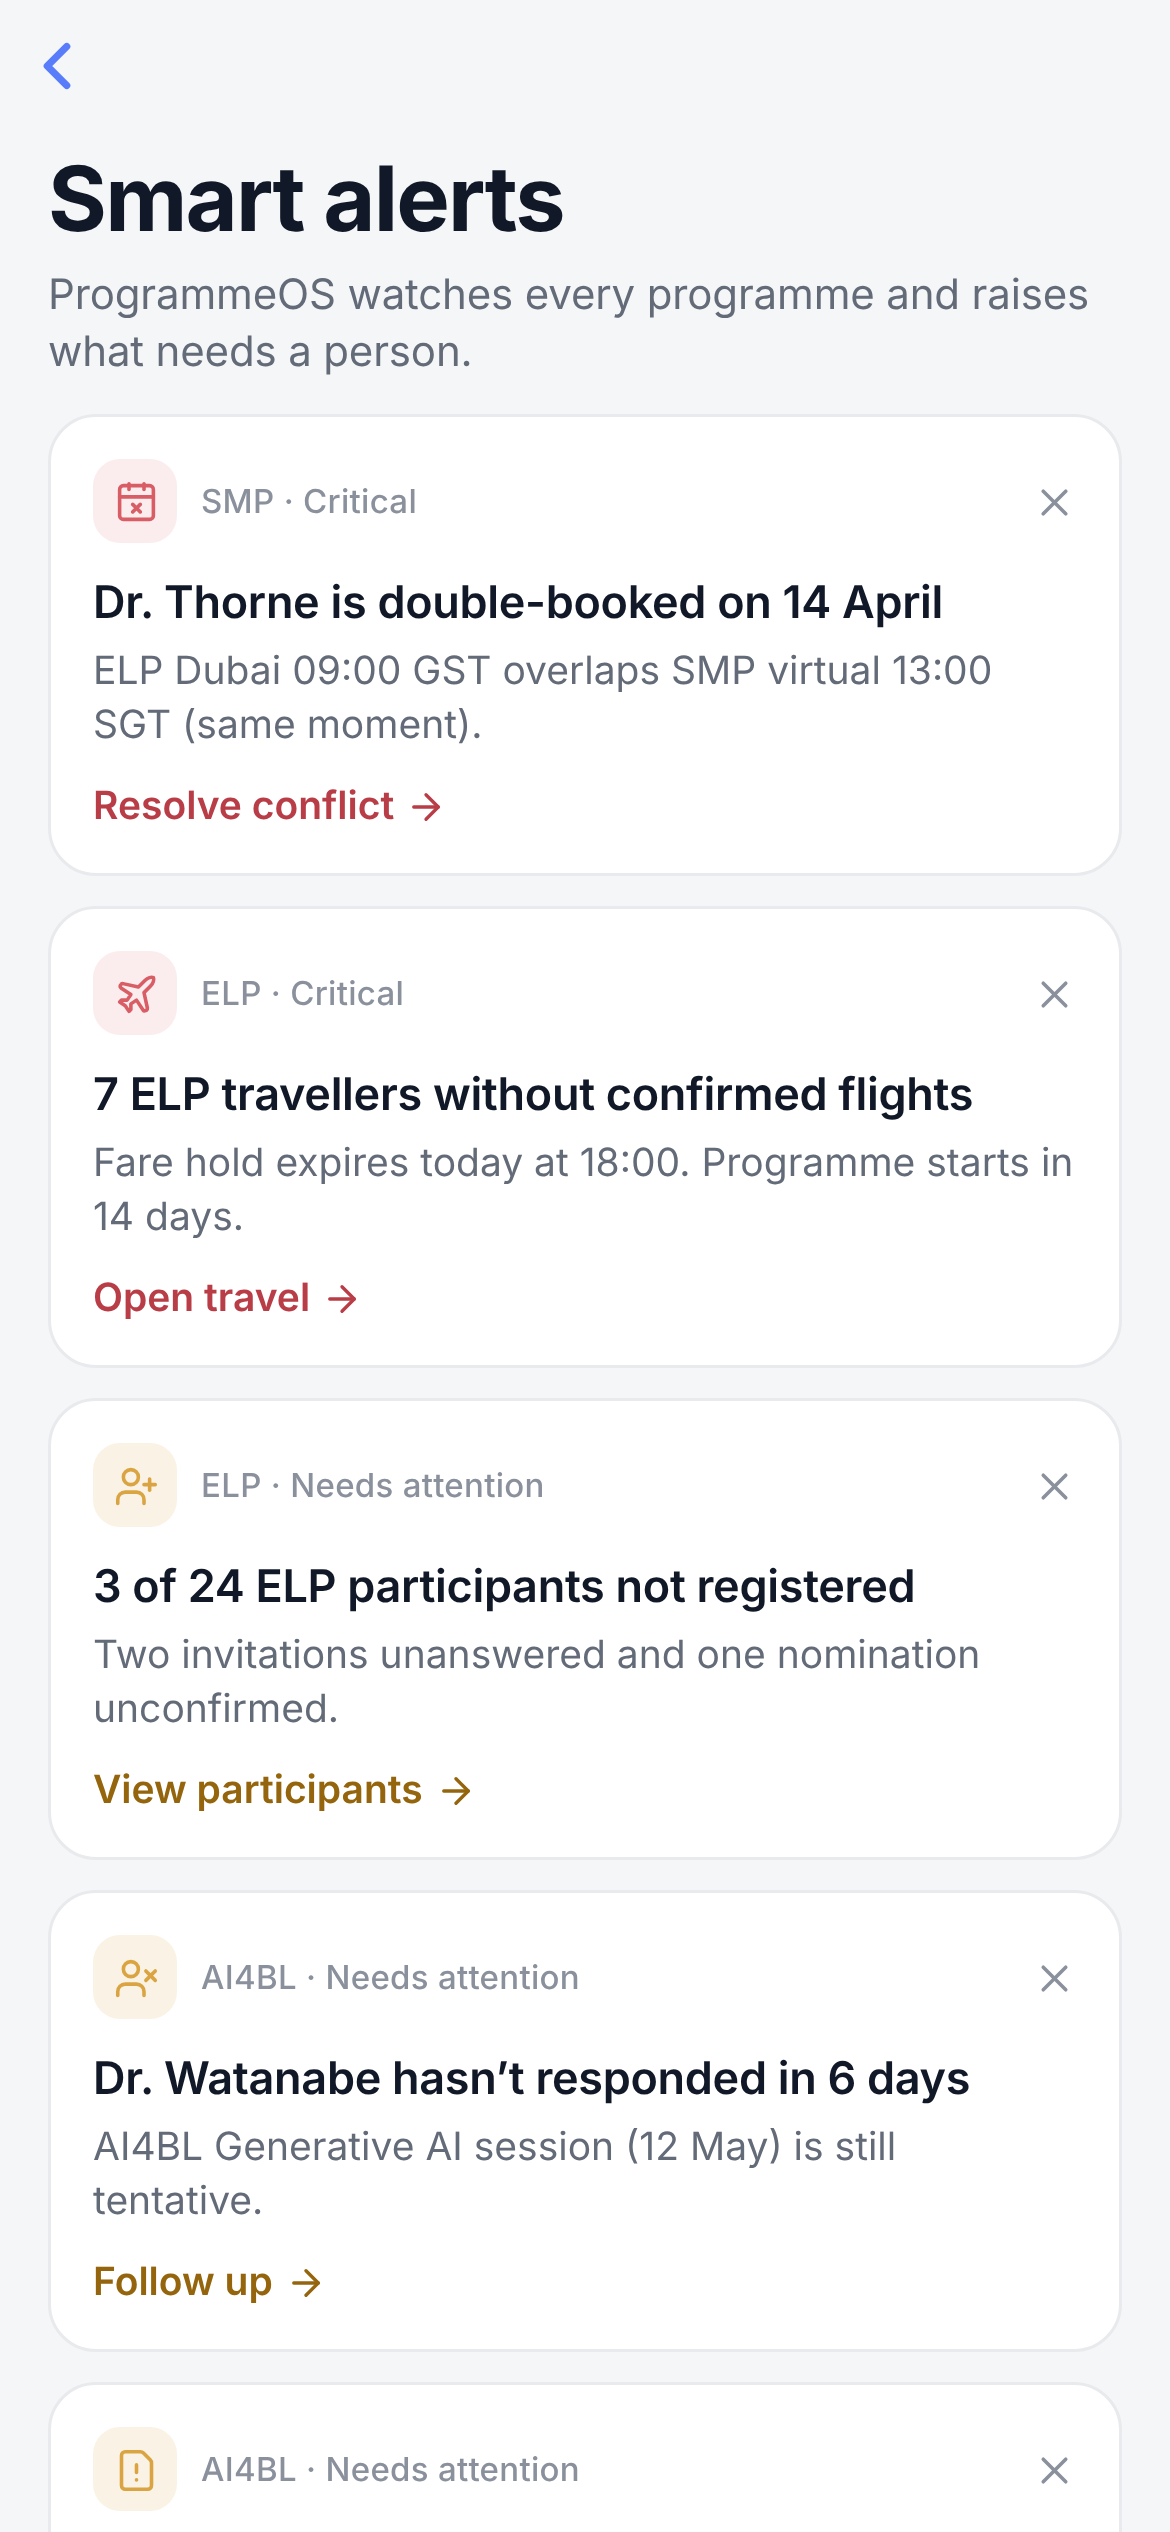 Smart alerts
ProgrammeOS watches every programme and raises
what needs a person.
SMP · Critical
Dr. Thorne is double-booked on 14 April
ELP Dubai 09:00 GST overlaps SMP virtual 13:00
SGT (same moment).
Resolve conflict →
ELP · Critical
7 ELP travellers without confirmed flights
Fare hold expires today at 18:00. Programme starts in
14 days.
Open travel →
ELP · Needs attention
3 of 24 ELP participants not registered
Two invitations unanswered and one nomination
unconfirmed.
View participants →
AI4BL · Needs attention
Dr. Watanabe hasn’t responded in 6 days
AI4BL Generative AI session (12 May) is still
tentative.
Follow up →
AI4BL · Needs attention